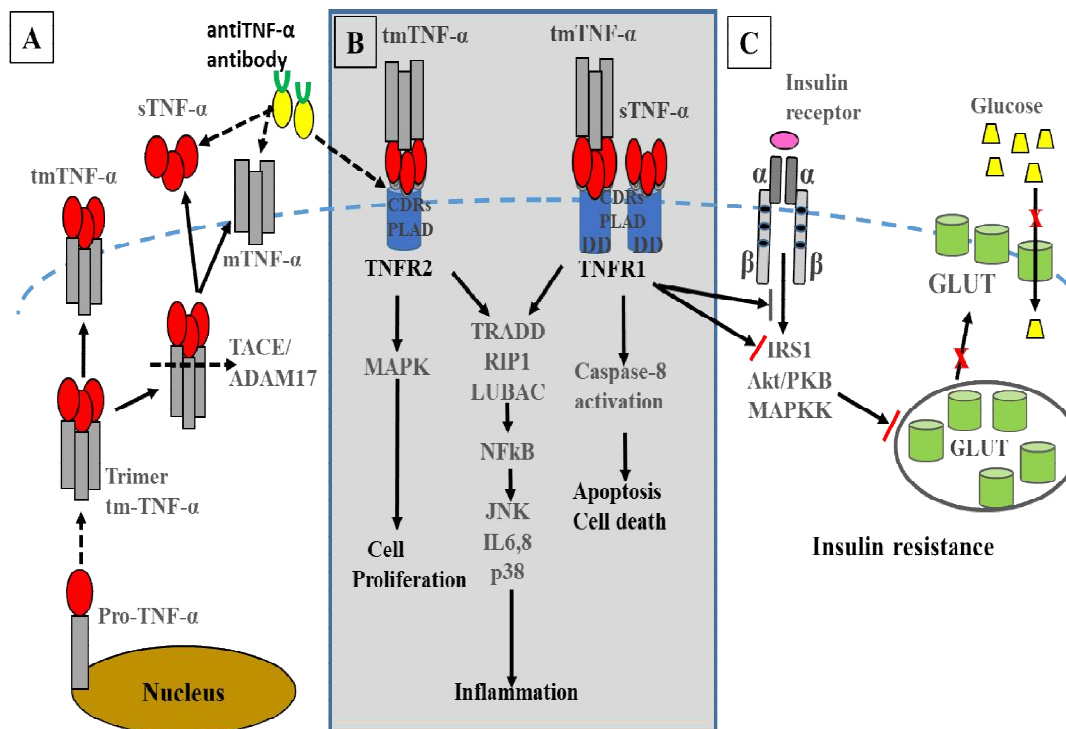 A
antiTNF-α
antibody
sTNF-α
tmTNF-α
mTNF-α
TACE/
ADAM17
Trimer
tm-TNF-α
Pro-TNF-α
Nucleus
B
tmTNF-α
tmTNF-α
sTNF-α
CDRs
PLAD
CDRs
PLAD
DD
DD
TNFR2
TNFR1
MAPK
TRADD
RIP1
LUBAC
Caspase-8
activation
NFkB
JNK
IL6,8
p38
Apoptosis
Cell death
Cell
Proliferation
Inflammation
C
Insulin
receptor
Glucose
α
α
β
β
GLUT
IRS1
Akt/PKB
MAPKK
GLUT
Insulin resistance